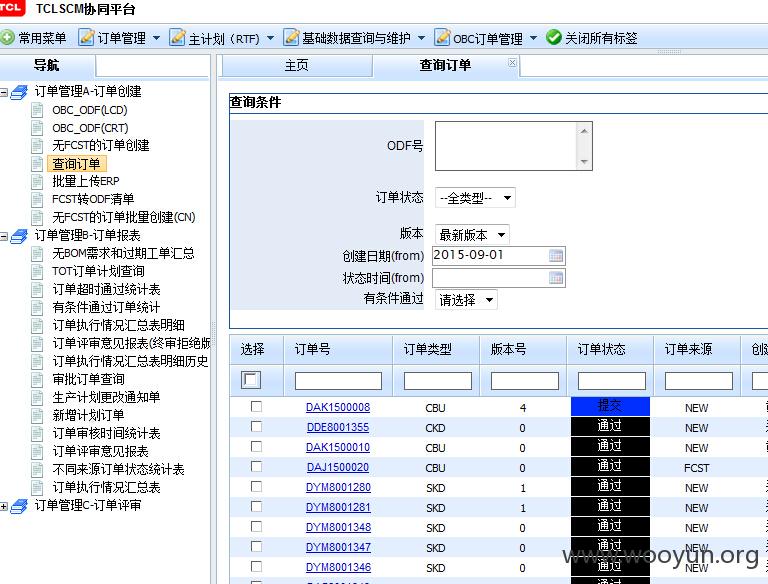 TCL TCLSCM协同平台
常用菜单 订单管理 主计划（RTF) 基础数据查询与维护 OBC订单管理 关闭所有标签
导航 主页 查询订单
订单管理A-订单创建
OBC_ODF(LCD)
OBC_ODF(CRT)
无FCST的订单创建
查询订单
批量上传ERP
FCST转ODF清单
无FCST的订单批量创建(CN)
订单管理B-订单报表
无BOM需求和过期工单汇总
TOT订单计划查询
订单超时通过统计表
有条件通过订单统计
订单执行情况汇总表明细
订单评审意见报表(终审拒绝版
订单执行情况汇总表明细历史
审批订单查询
生产计划更改通知单
新增计划订单
订单审核时间统计表
订单评审意见报表
不同来源订单状态统计表
订单执行情况汇总表
订单管理C-订单评审
查询条件
ODF号
订单状态 --全类型--
版本 最新版本
创建日期(from) 2015-09-01
状态时间(from)
有条件通过 请选择
选择 订单号 订单类型 版本号 订单状态 订单来源 创
DAK1500008 CBU 4 提交 NEW
DDE8001355 CKD 0 通过 NEW
DAK1500010 CBU 0 通过 NEW
DAJ1500020 CBU 0 通过 FCST
DYM8001280 SKD 1 通过 NEW
DYM8001281 SKD 1 通过 NEW
DYM8001348 SKD 0 通过 NEW
DYM8001347 SKD 0 通过 NEW
DYM8001346 SKD 0 通过 NEW
www.wooyun.org